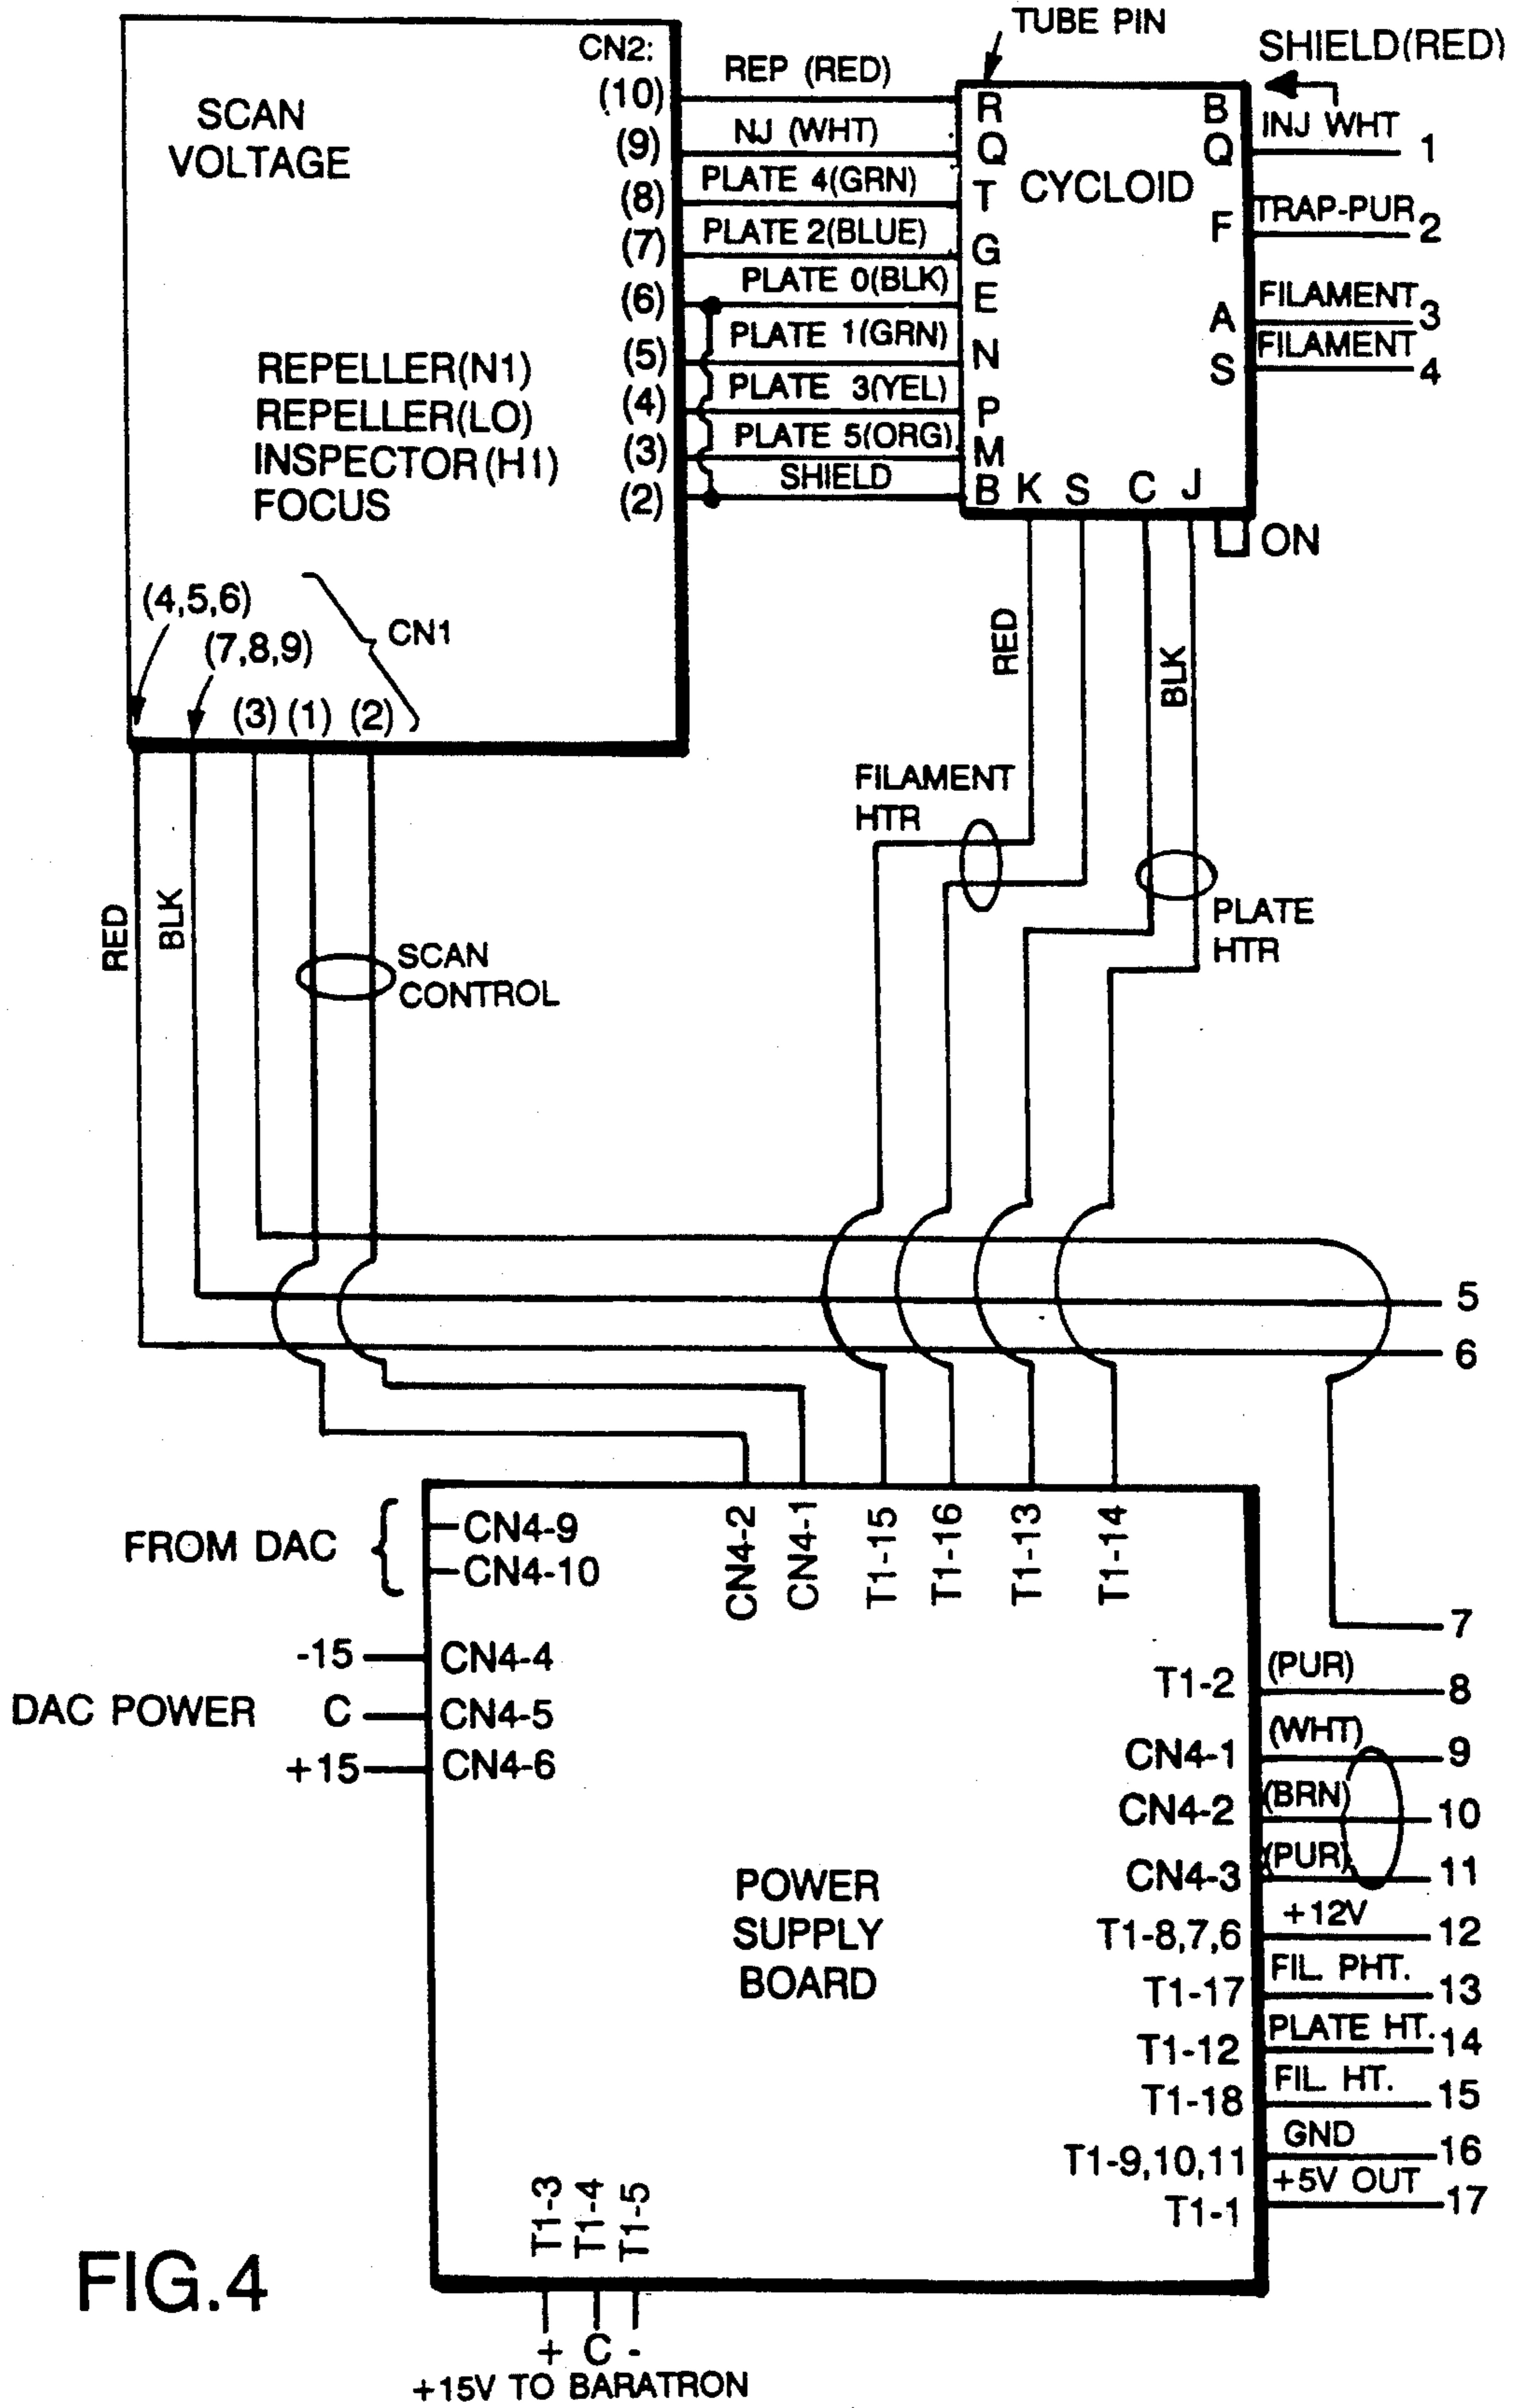 TUBE PIN
SHIELD(RED)
SCAN
VOLTAGE
CN2:
(10)
(9)
(8)
(7)
(6)
(5)
(4)
(3)
(2)
REP (RED)
NJ (WHT)
PLATE 4(GRN)
PLATE 2(BLUE)
PLATE 0(BLK)
PLATE 1(GRN)
PLATE 3(YEL)
PLATE 5(ORG)
SHIELD
R
Q
T
G
E
N
P
M
B K S C J
CYCLOID
B
Q
F
A
S
INJ WHT 1
TRAP-PUR 2
FILAMENT 3
FILAMENT 4
ON
REPELLER(N1)
REPELLER(LO)
INSPECTOR(H1)
FOCUS
(4,5,6)
(7,8,9)
CN1
(3) (1) (2)
RED
BLK
SCAN
CONTROL
RED
BLK
FILAMENT
HTR
PLATE
HTR
5
6
7
FROM DAC
CN4-9
CN4-10
CN4-2
CN4-1
T1-15
T1-16
T1-13
T1-14
-15 CN4-4
DAC POWER C CN4-5
+15 CN4-6
POWER
SUPPLY
BOARD
T1-2 (PUR) 8
CN4-1 (WHT) 9
CN4-2 (BRN) 10
CN4-3 (PUR) 11
T1-8,7,6 +12V 12
T1-17 FIL. PHT. 13
T1-12 PLATE HT. 14
T1-18 FIL. HT. 15
T1-9,10,11 GND 16
T1-1 +5V OUT 17
T1-3
T1-4
T1-5
+ C -
+15V TO BARATRON
FIG.4